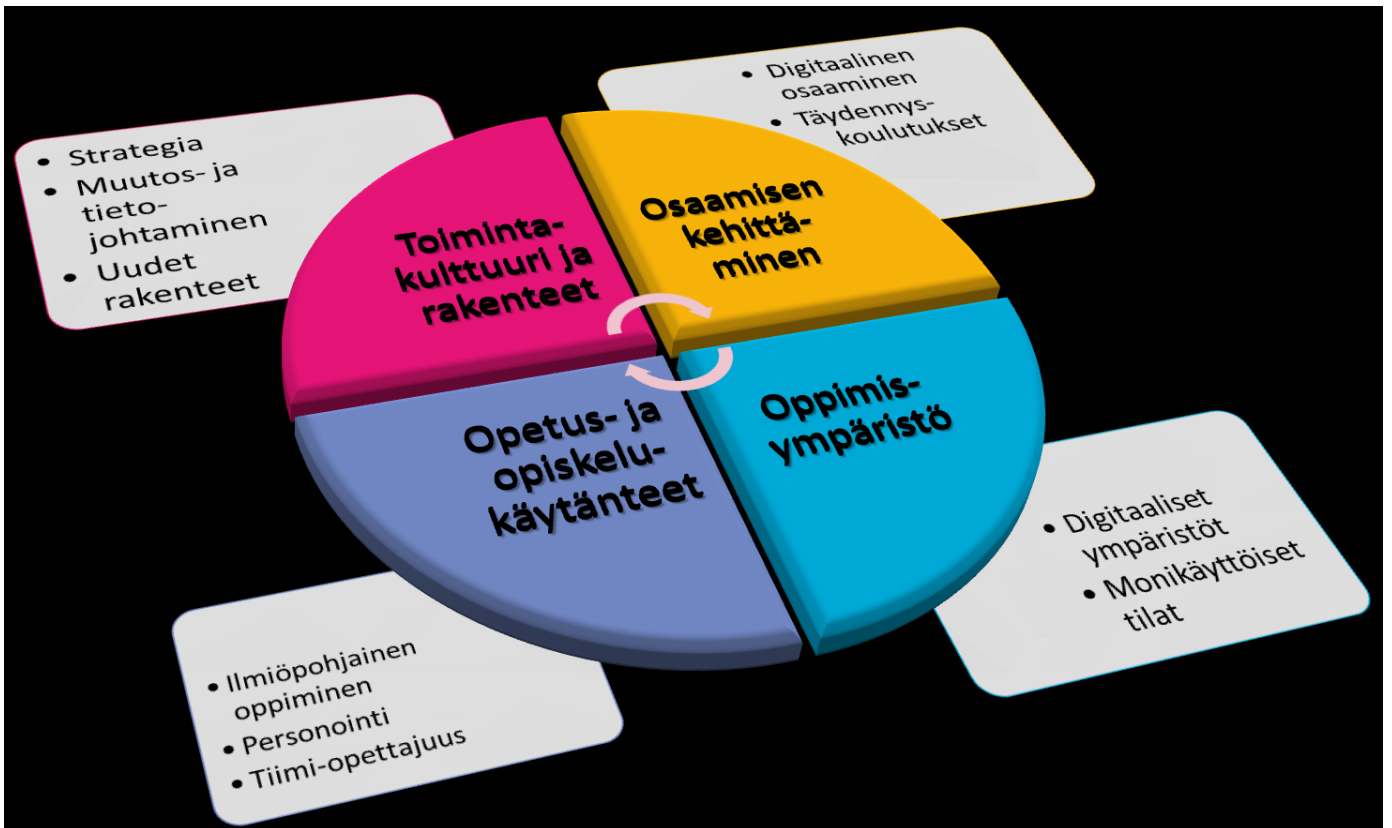 • Strategia
• Muutos- ja
tieto-
johtaminen
• Uudet
rakenteet
• Digitaalinen
osaaminen
• Täydennys-
koulutukset
Toiminta-
kulttuuri ja
rakenteet
Osaamisen
kehittä-
minen
Opetus- ja
opiskelu-
käytänteet
Oppimis-
ympäristö
• Ilmiöpohjainen
oppiminen
• Personointi
• Tiimi-opettajuus
• Digitaaliset
ympäristöt
• Monikäyttöiset
tilat